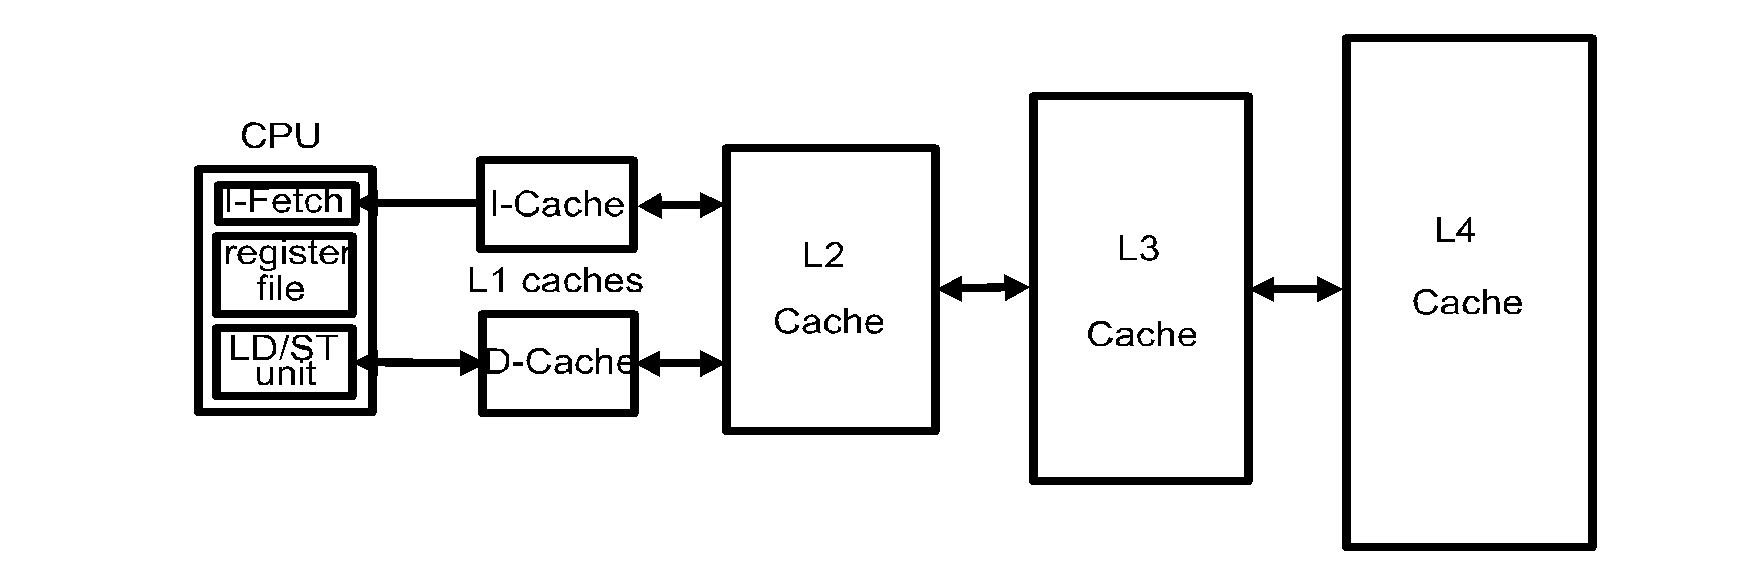 CPU
I-Fetch
register
file
LD/ST
unit
I-Cache
L1 caches
D-Cache
L2
Cache
L3
Cache
L4
Cache